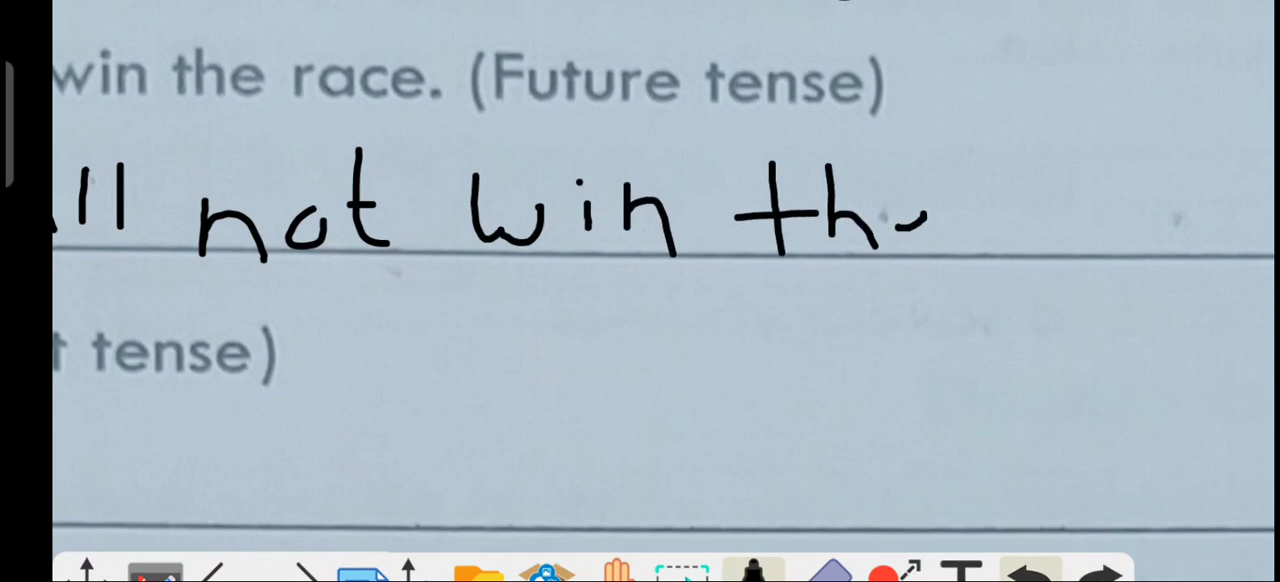 win the race. (Future tense)
ll not win th
t tense)